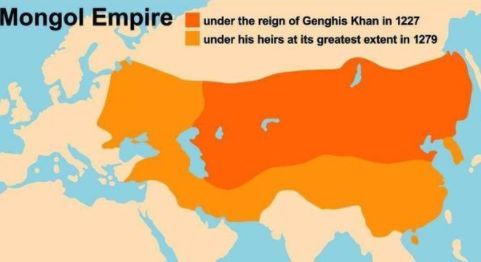 Mongol Empire
under the reign of Genghis Khan in 1227
under his heirs at its greatest extent in 1279